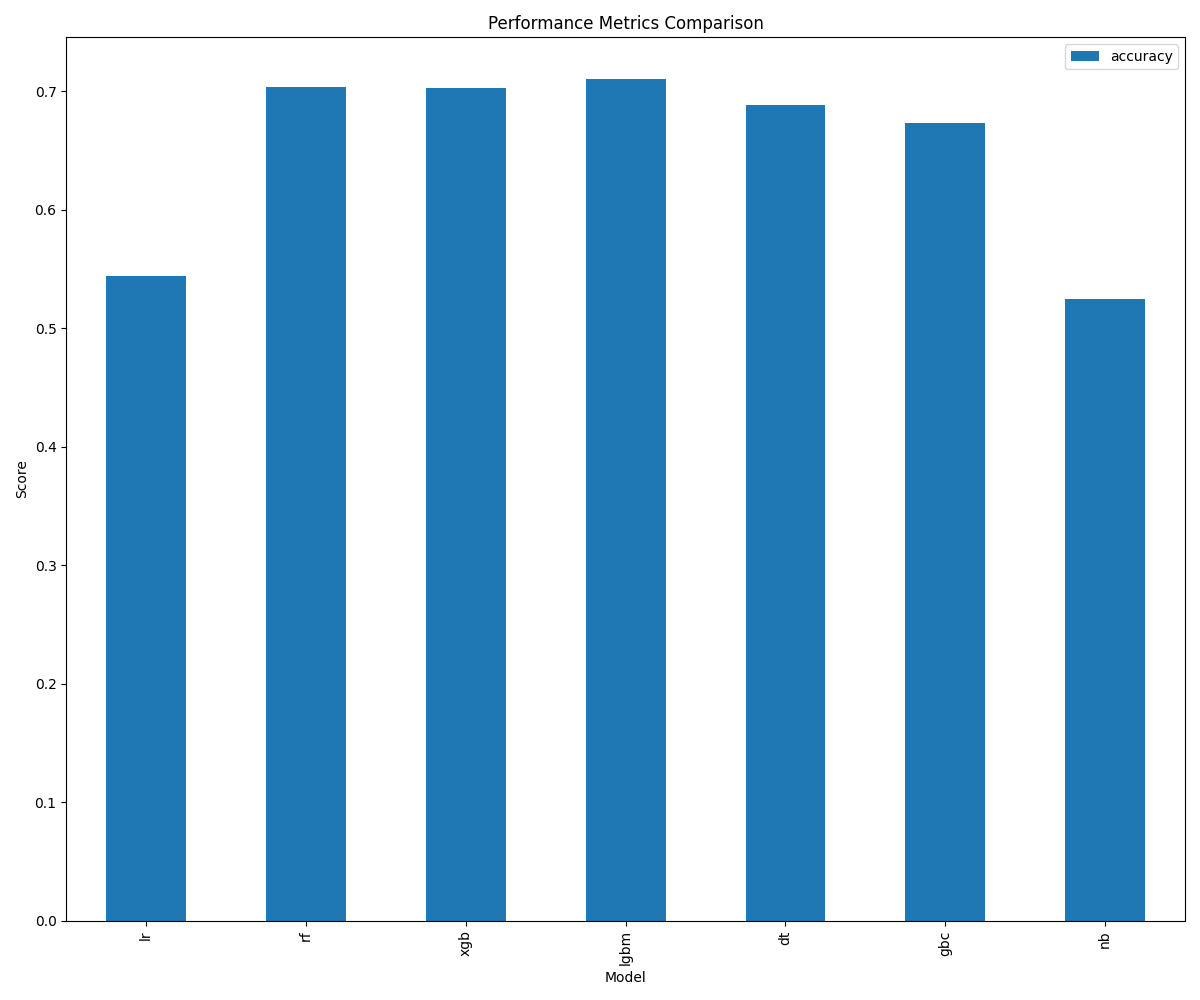 Performance Metrics Comparison
accuracy
0.7
0.6
0.5
0.4
0.3
0.2
0.1
0.0
Score
lr
rf
xgb
lgbm
dt
gbc
nb
Model